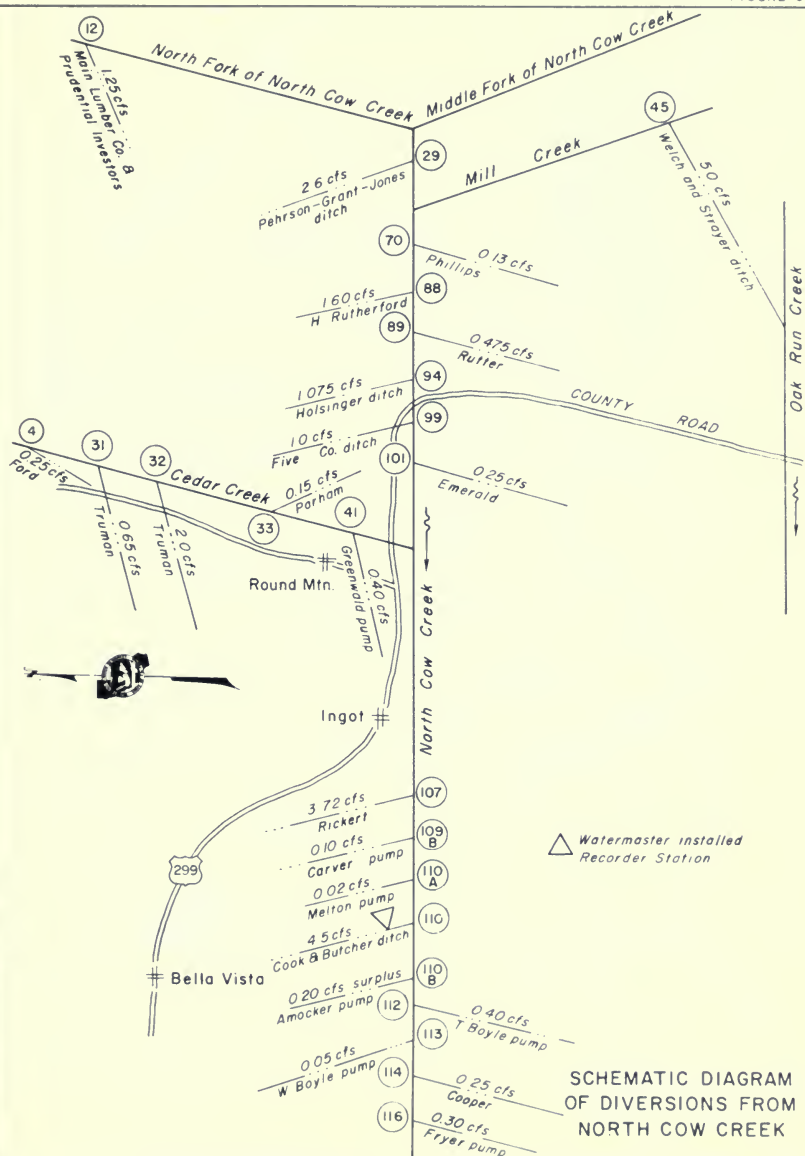 12
North Fork of North Cow Creek
Middle Fork of North Cow Creek
1.25 cfs
Main Lumber Co. &
Prudential Investors
45
29
Mill Creek
2 6 cfs
Pehrson-Grant-Jones
ditch
5 0 cfs
Welch and Strayer ditch
70
Phillips
0 13 cfs
Oak Run Creek
88
1 60 cfs
H Rutherford
89
0 475 cfs
Rutter
94
1 075 cfs
Holsinger ditch
COUNTY ROAD
99
1 0 cfs
Five Co. ditch
4
31
32
101
0.25 cfs
Ford
Cedar Creek
0.15 cfs
Parham
0.25 cfs
Emerald
33
41
0 65 cfs
Truman
2.0 cfs
Truman
Round Mtn.
0.40 cfs
Greenwald pump
North Cow Creek
Ingot
107
3 72 cfs
Rickert
109
B
0 10 cfs
Carver pump
Watermaster installed
Recorder Station
299
110
A
0 02 cfs
Melton pump
110
4 5 cfs
Cook & Butcher ditch
Bella Vista
110
B
0 20 cfs surplus
Amocker pump
112
0 40 cfs
T Boyle pump
113
0 05 cfs
W Boyle pump
114
0 25 cfs
Cooper
116
0.30 cfs
Fryer pump
SCHEMATIC DIAGRAM
OF DIVERSIONS FROM
NORTH COW CREEK